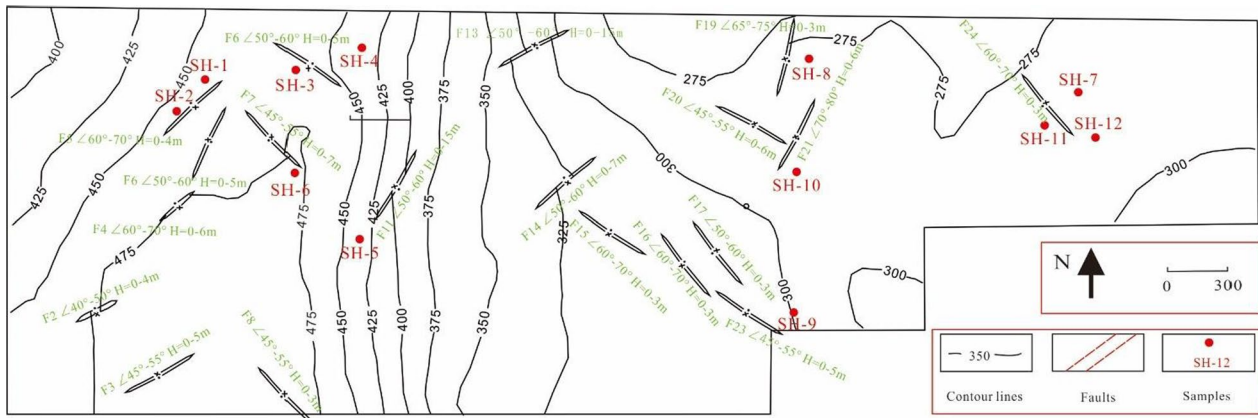 400
425
450
425
450
475
F6 ∠50°-60° H=0-5m
SH-4
SH-3
SH-1
SH-2
F5 ∠60°-70° H=0-4m
F7 ∠45°-55° H=0-7m
F6 ∠50°-60° H=0-5m
F4 ∠60°-70° H=0-6m
SH-6
F2 ∠40°-50° H=0-4m
F3 ∠45°-55° H=0-5m
F8 ∠45°-55° H=0-3m
450
425
400
375
350
475
450
425
375
SH-5
F11 ∠50°-60° H=0-15m
475
450
425
400
375
350
F13 ∠50° -60° H=0-15m
F14 ∠50°-60° H=0-7m
325
F15 ∠60°-70° H=0-3m
F16 ∠60°-70° H=0-3m
F17 ∠50°-60° H=0-3m
F23 ∠45°-55° H=0-5m
300
300
SH-9
F19 ∠65°-75° H=0-3m
275
275
SH-8
F20 ∠45°-55° H=0-6m
F21 ∠70°-80° H=0-6m
SH-10
F24 ∠60°-70° H=0-3m
275
275
SH-7
SH-11
SH-12
300
300
N
0 300
350
SH-12
Contour lines
Faults
Samples